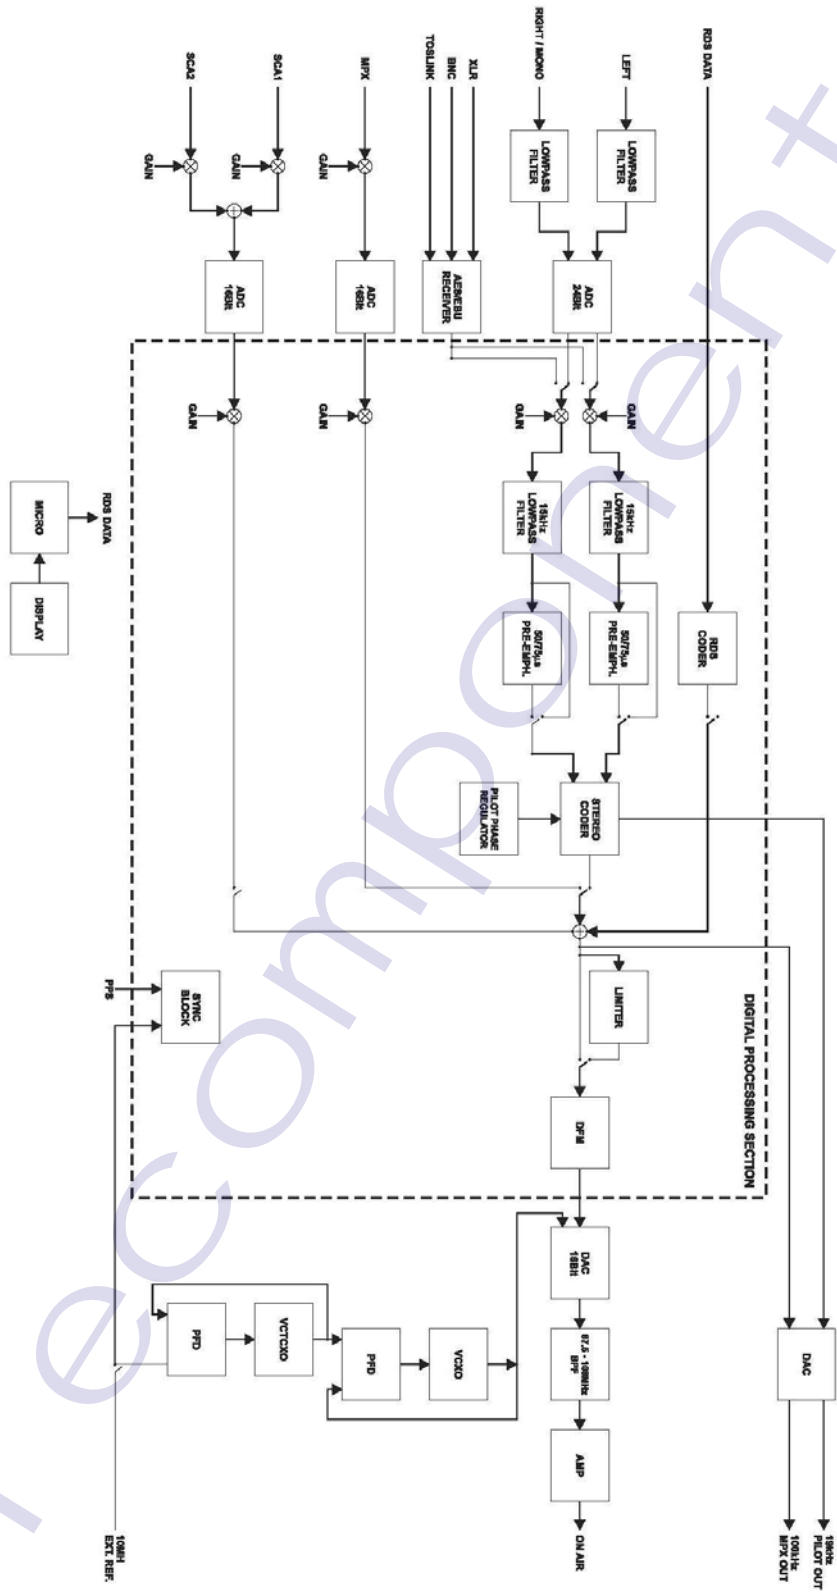 RDS DATA
LEFT
RIGHT / MONO
XLR
BNC
TOSLINK
MPX
SCA1
SCA2
LOWPASS
FILTER
LOWPASS
FILTER
GAIN
GAIN
GAIN
ADC
24Bit
AES/EBU
RECEIVER
ADC
16Bit
ADC
16Bit
GAIN
GAIN
GAIN
GAIN
15kHz
LOWPASS
FILTER
15kHz
LOWPASS
FILTER
RDS
CODER
50/75µs
PRE-EMPH.
50/75µs
PRE-EMPH.
STEREO
CODER
PILOT PHASE
REGULATOR
RDS DATA
MICRO
DISPLAY
DIGITAL PROCESSING SECTION
LIMITER
SYNC
BLOCK
PPS
DFM
DAC
16Bit
87.5 - 108MHz
BPF
AMP
ON AIR
DAC
19kHz
PILOT OUT
100kHz
MPX OUT
PFD
VCTCXO
PFD
VCXO
10MH
EXT. REF.